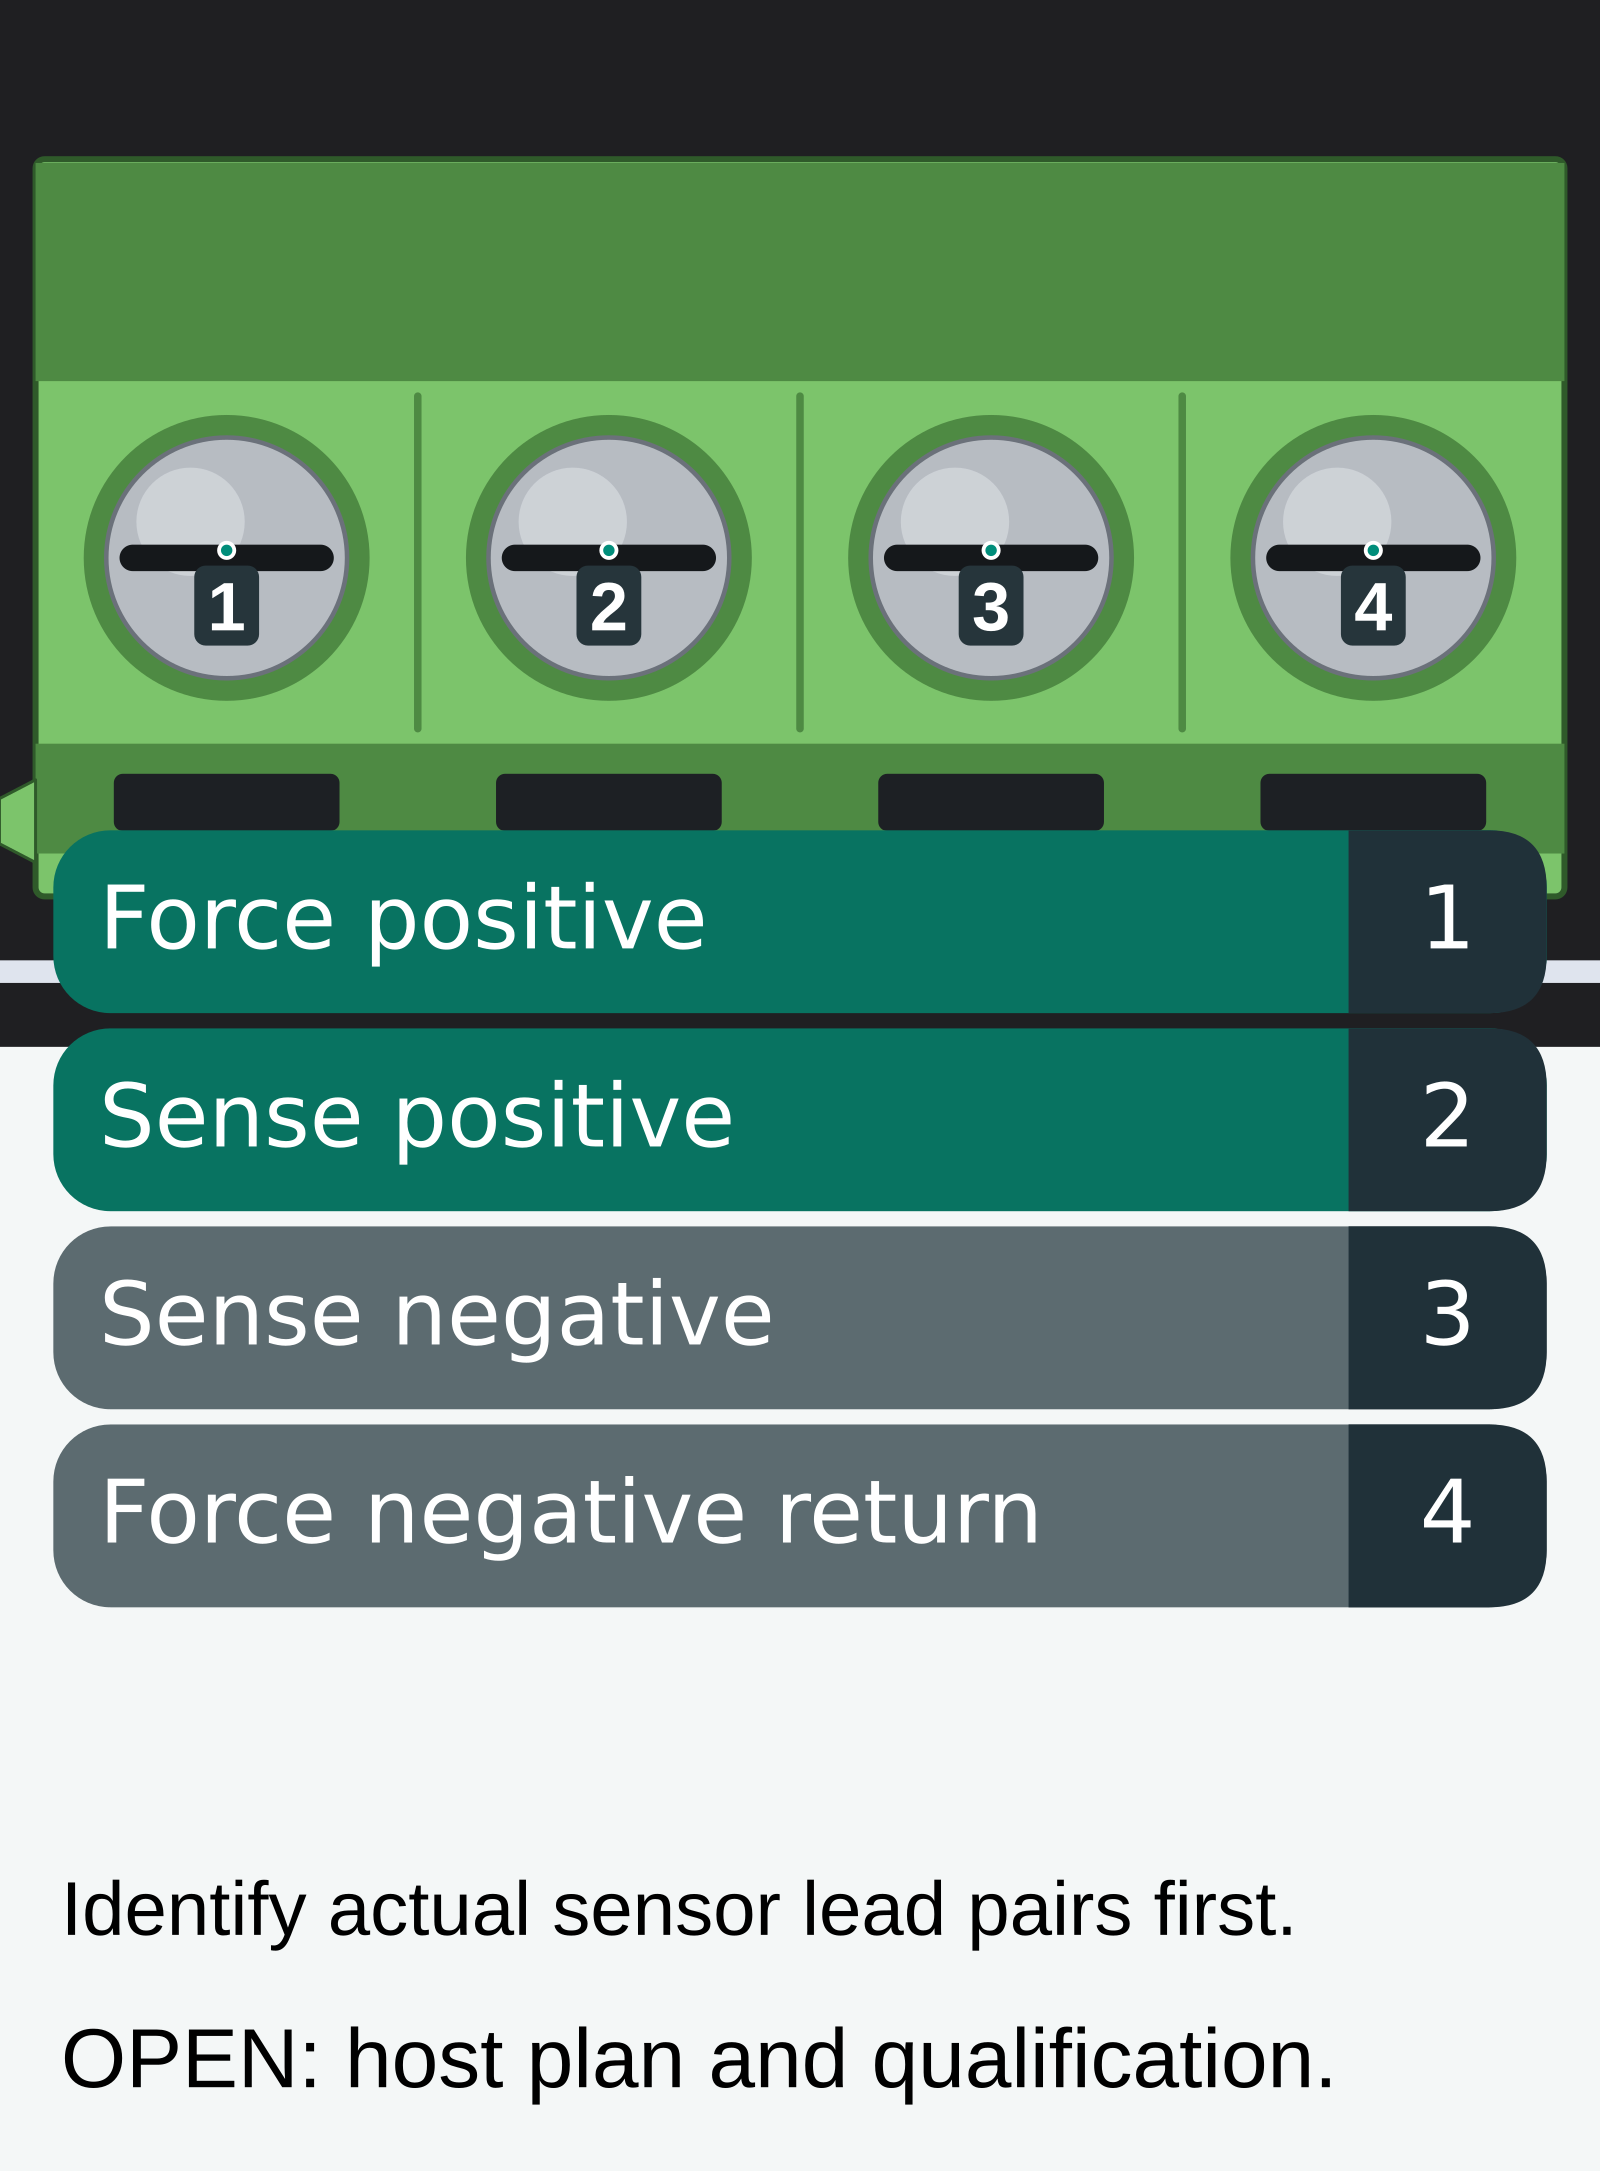 1 2 3 4
Force positive 1
Sense positive 2
Sense negative 3
Force negative return 4
Identify actual sensor lead pairs first.
OPEN: host plan and qualification.